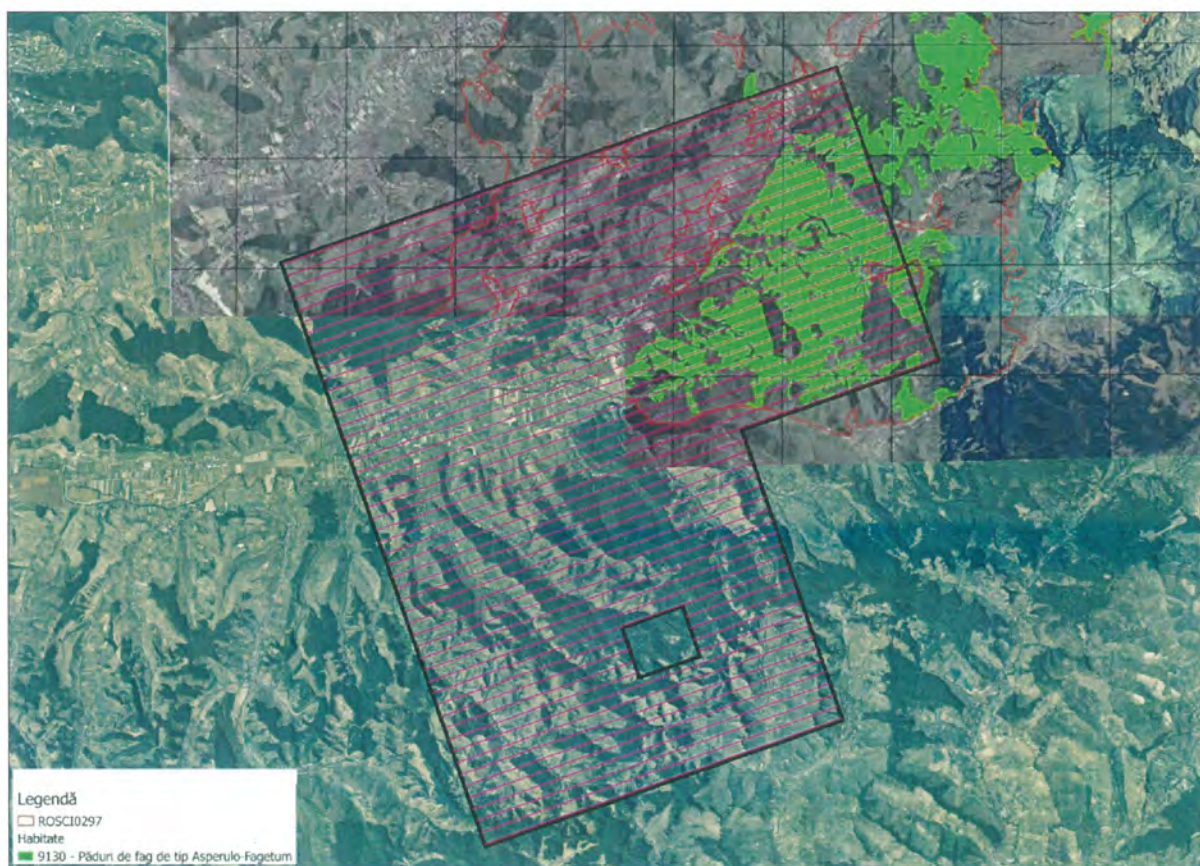 Legendă
ROSCI0297
Habitate
9130 - Păduri de fag de tip Asperulo-Fagetum